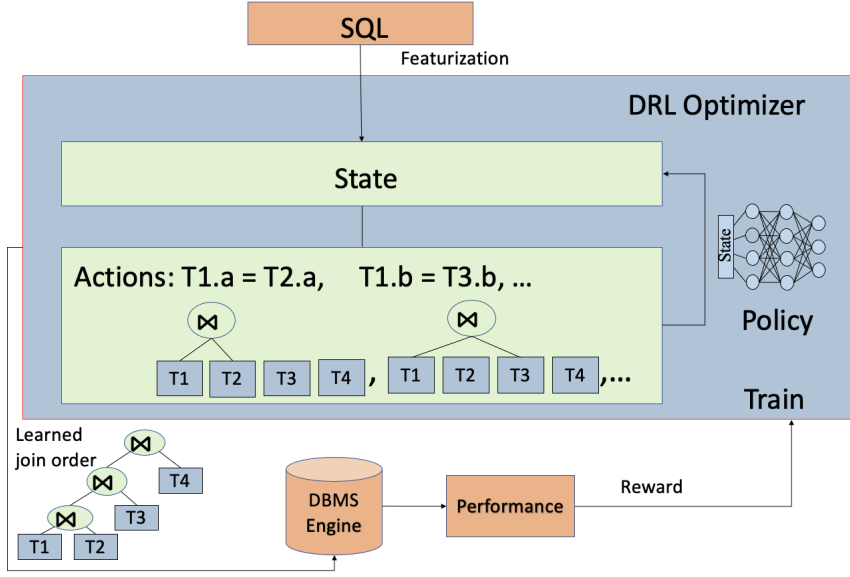 SQL
Featurization
DRL Optimizer
State
State
Actions: T1.a = T2.a, T1.b = T3.b, ...
⋈ ⋈
T1 T2 T3 T4 , T1 T2 T3 T4 ,...
Policy
Train
Learned
join order
⋈
T4
⋈
T3
⋈
T1 T2
DBMS
Engine
Performance
Reward